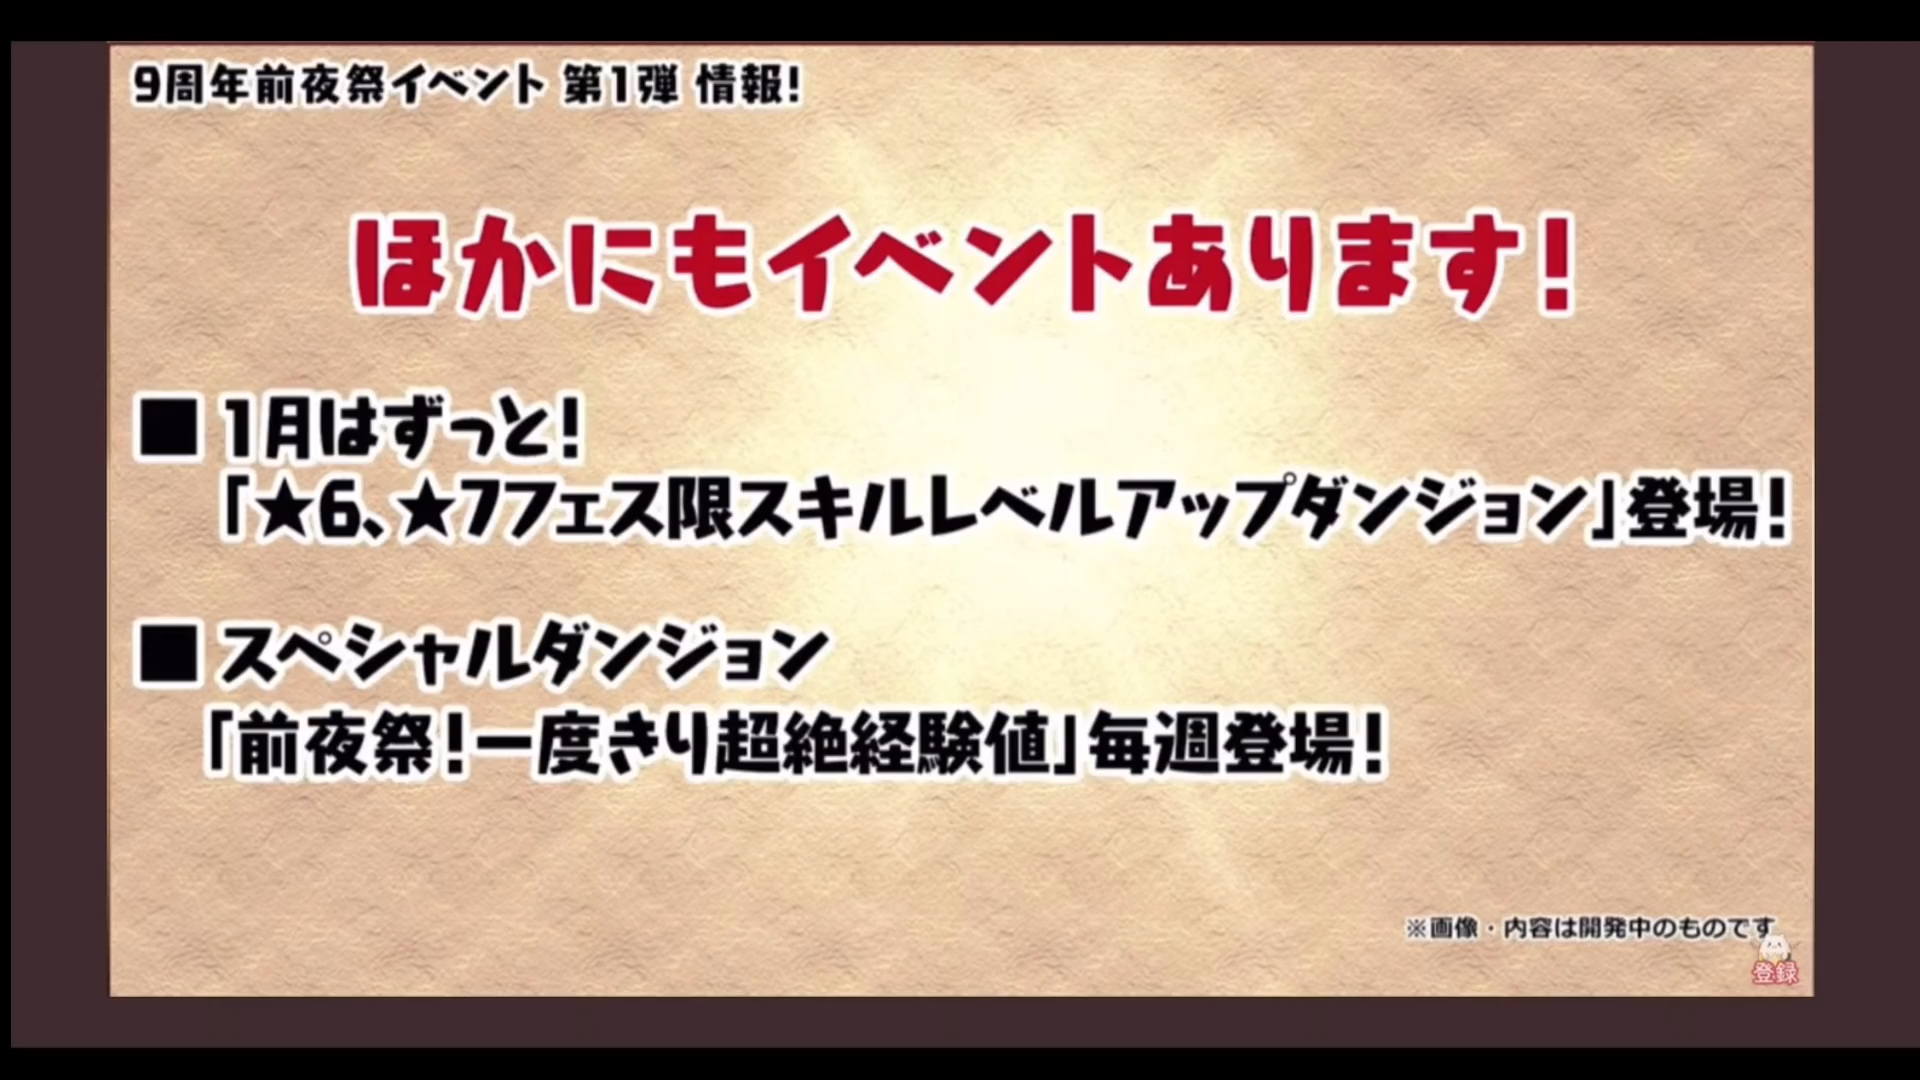 9周年前夜祭イベント 第1弾 情報!
ほかにもイベントあります!
■ 1月はずっと!
「★6、★7フェス限スキルレベルアップダンジョン」登場!
■ スペシャルダンジョン
「前夜祭!一度きり超絶経験値」毎週登場!
※画像・内容は開発中のものです
登録